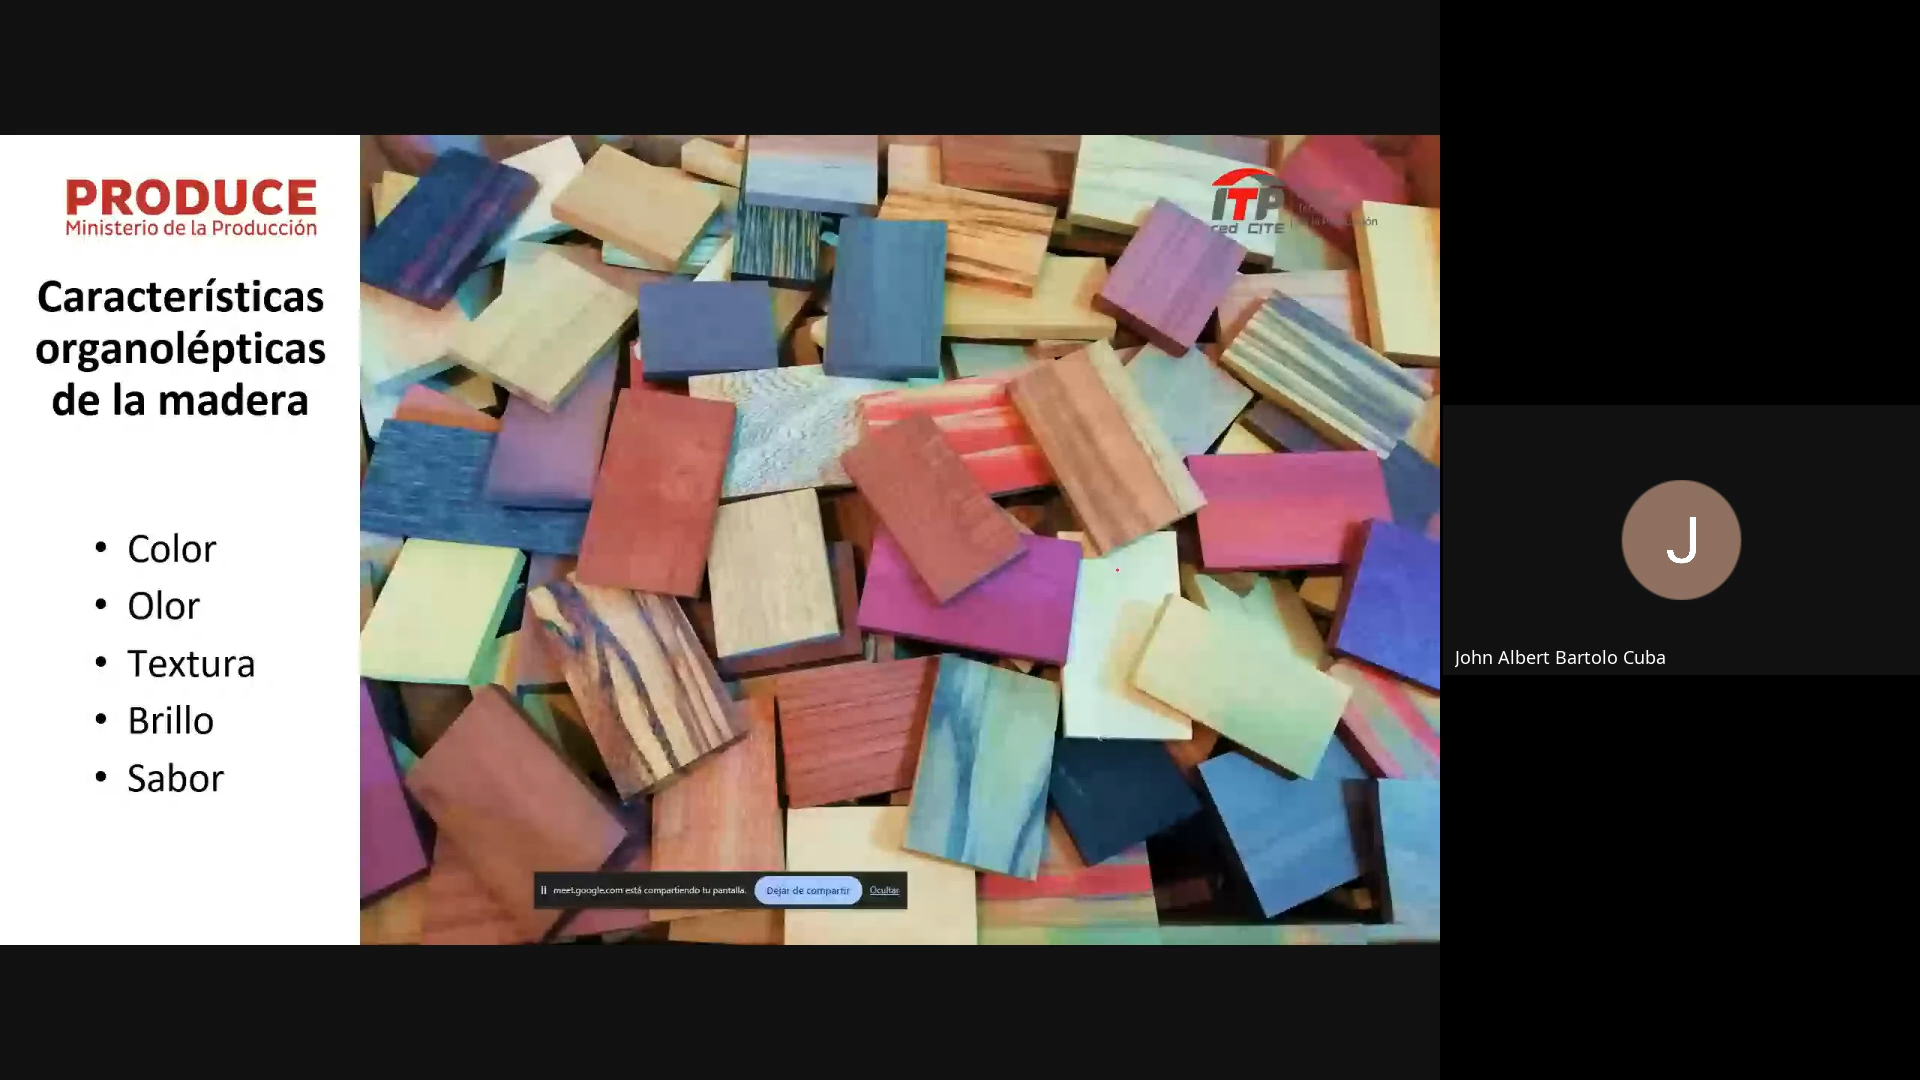 PRODUCE
Ministerio de la Producción
Características
organolépticas
de la madera
• Color
• Olor
• Textura
• Brillo
• Sabor
ITP
red CITE
meet.google.com está compartiendo tu pantalla.
Dejar de compartir
Ocultar
J
John Albert Bartolo Cuba